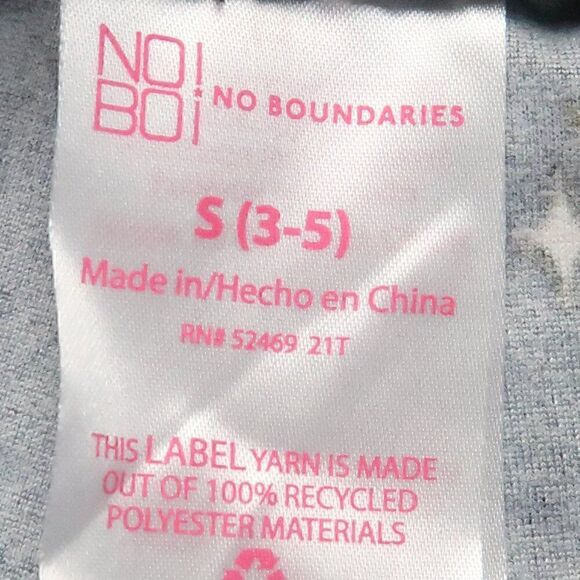 NO!
BOi
NO BOUNDARIES
S (3-5)
Made in/Hecho en China
RN# 52469 21T
THIS LABEL YARN IS MADE
OUT OF 100% RECYCLED
POLYESTER MATERIALS